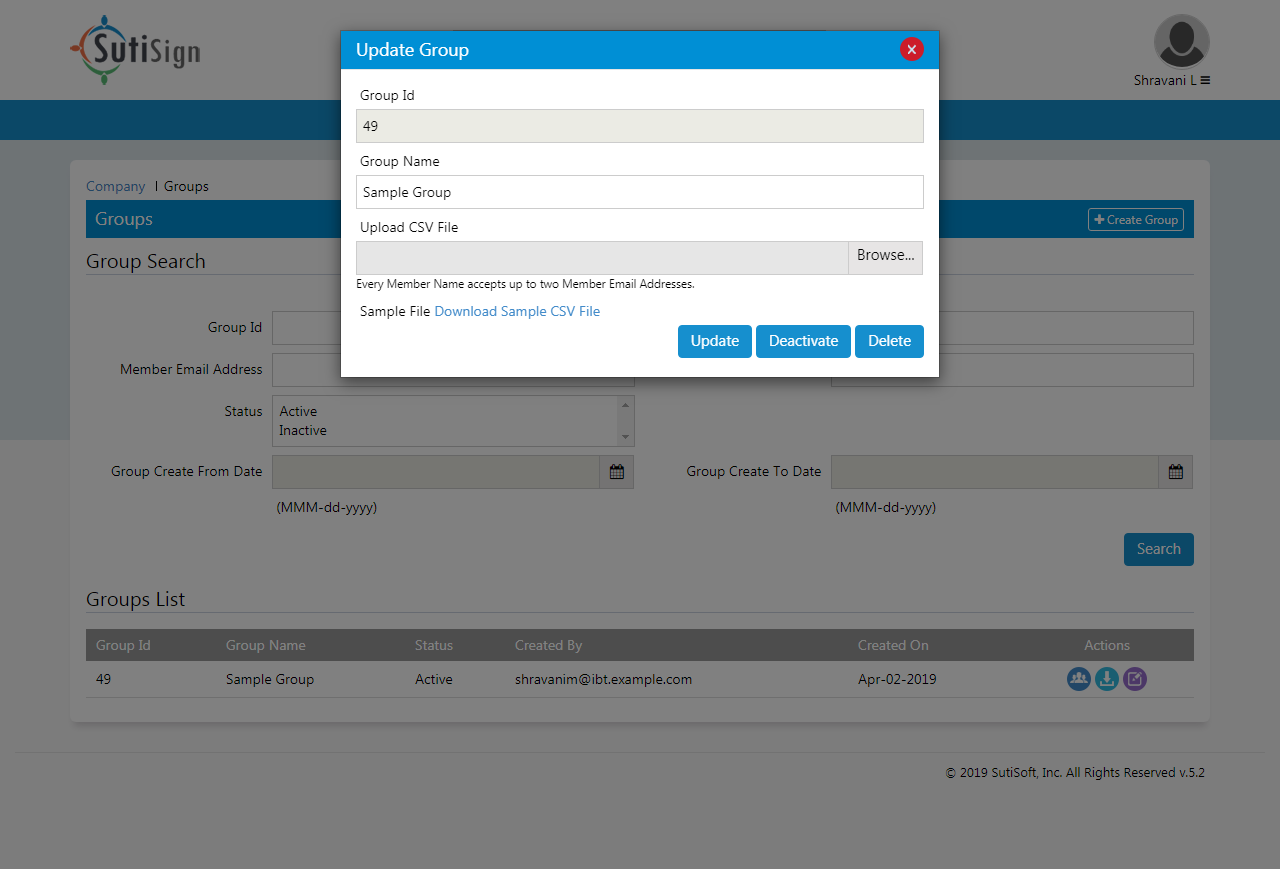 SutiSign
Shravani L
Update Group
Group Id
49
Group Name
Sample Group
Upload CSV File
Browse...
Every Member Name accepts up to two Member Email Addresses.
Sample File Download Sample CSV File
Update Deactivate Delete
Company | Groups
Groups
Create Group
Group Search
Group Id
Member Email Address
Status
Active
Inactive
Group Create From Date
Group Create To Date
(MMM-dd-yyyy)
(MMM-dd-yyyy)
Search
Groups List
Group Id Group Name Status Created By Created On Actions
49 Sample Group Active shravanim@ibt.example.com Apr-02-2019
© 2019 SutiSoft, Inc. All Rights Reserved v.5.2